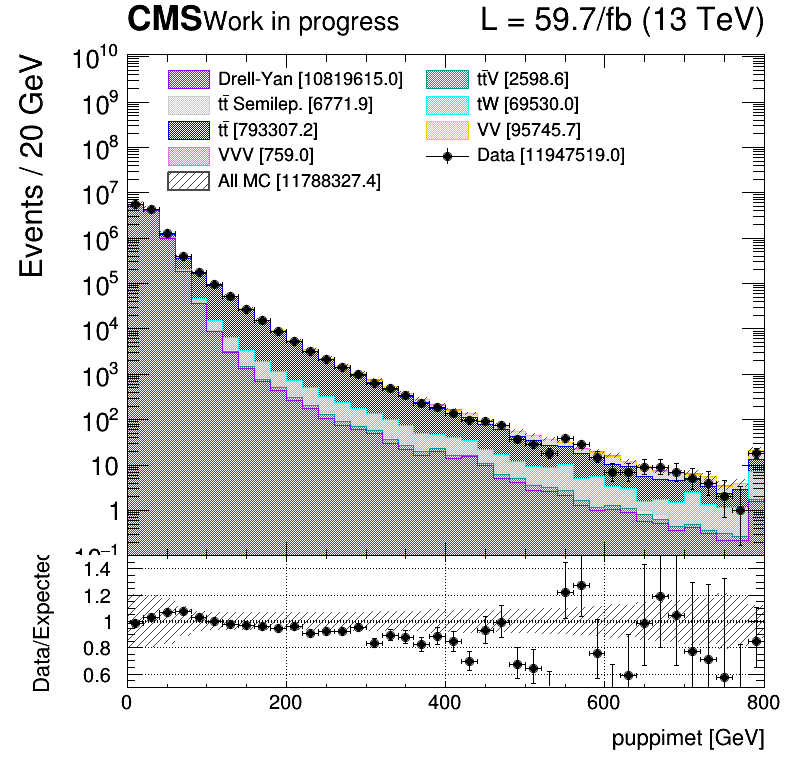 CMS Work in progress L = 59.7/fb (13 TeV)
Events / 20 GeV
10^10
10^9
10^8
10^7
10^6
10^5
10^4
10^3
10^2
10
1
10^-1
Drell-Yan [10819615.0]
tt̄ Semilep. [6771.9]
tt̄ [793307.2]
VVV [759.0]
All MC [11788327.4]
tt̄V [2598.6]
tW [69530.0]
VV [95745.7]
Data [11947519.0]
Data/Expected
1.4
1.2
1
0.8
0.6
0 200 400 600 800
puppimet [GeV]